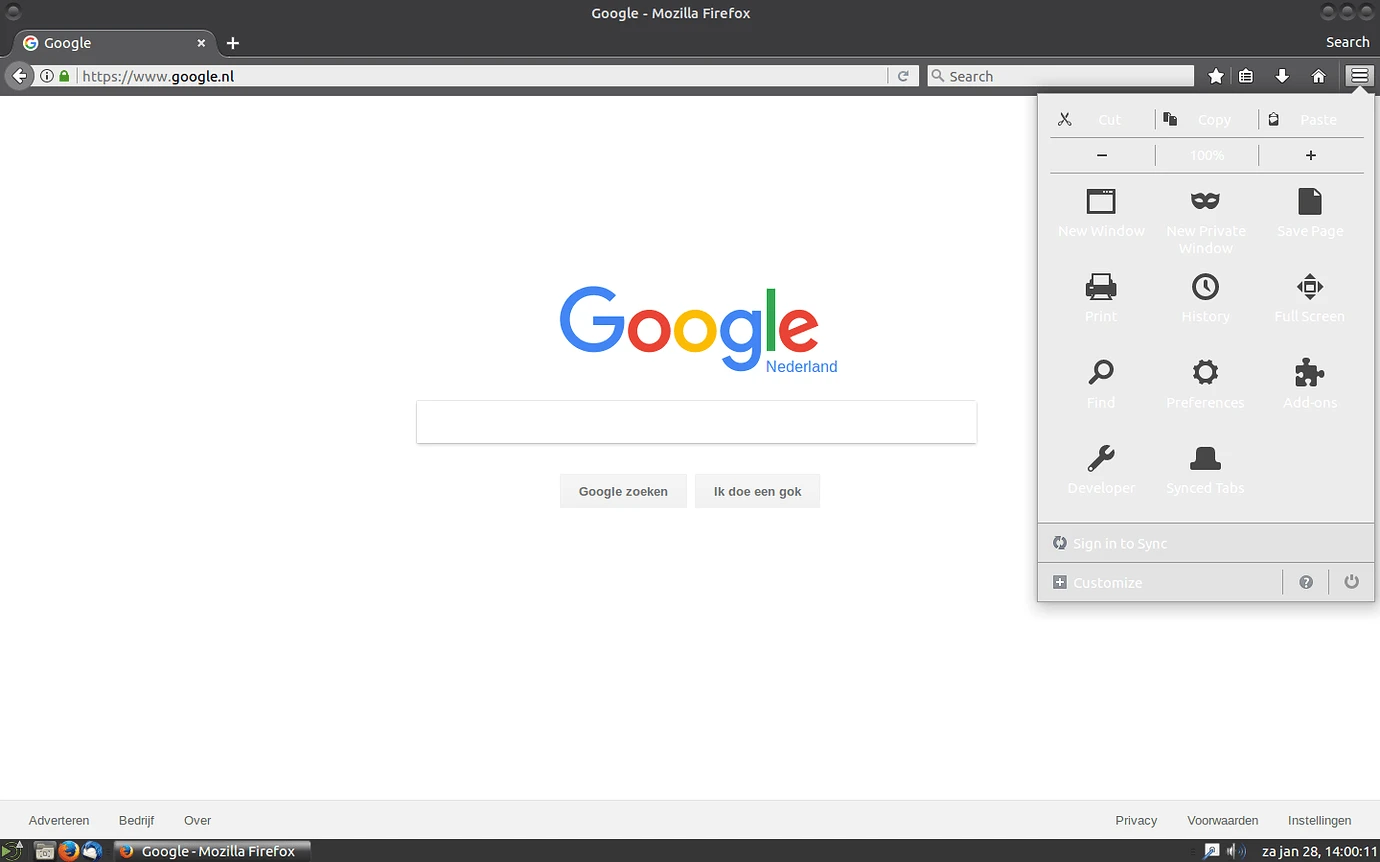 Google - Mozilla Firefox
Google
Search
https://www.google.nl
Search
Cut
Copy
Paste
100%
New Window
New Private
Window
Save Page
Print
History
Full Screen
Find
Preferences
Add-ons
Developer
Synced Tabs
Sign in to Sync
Customize
Google
Nederland
Google zoeken
Ik doe een gok
Adverteren
Bedrijf
Over
Privacy
Voorwaarden
Instellingen
Google - Mozilla Firefox
za jan 28, 14:00:11